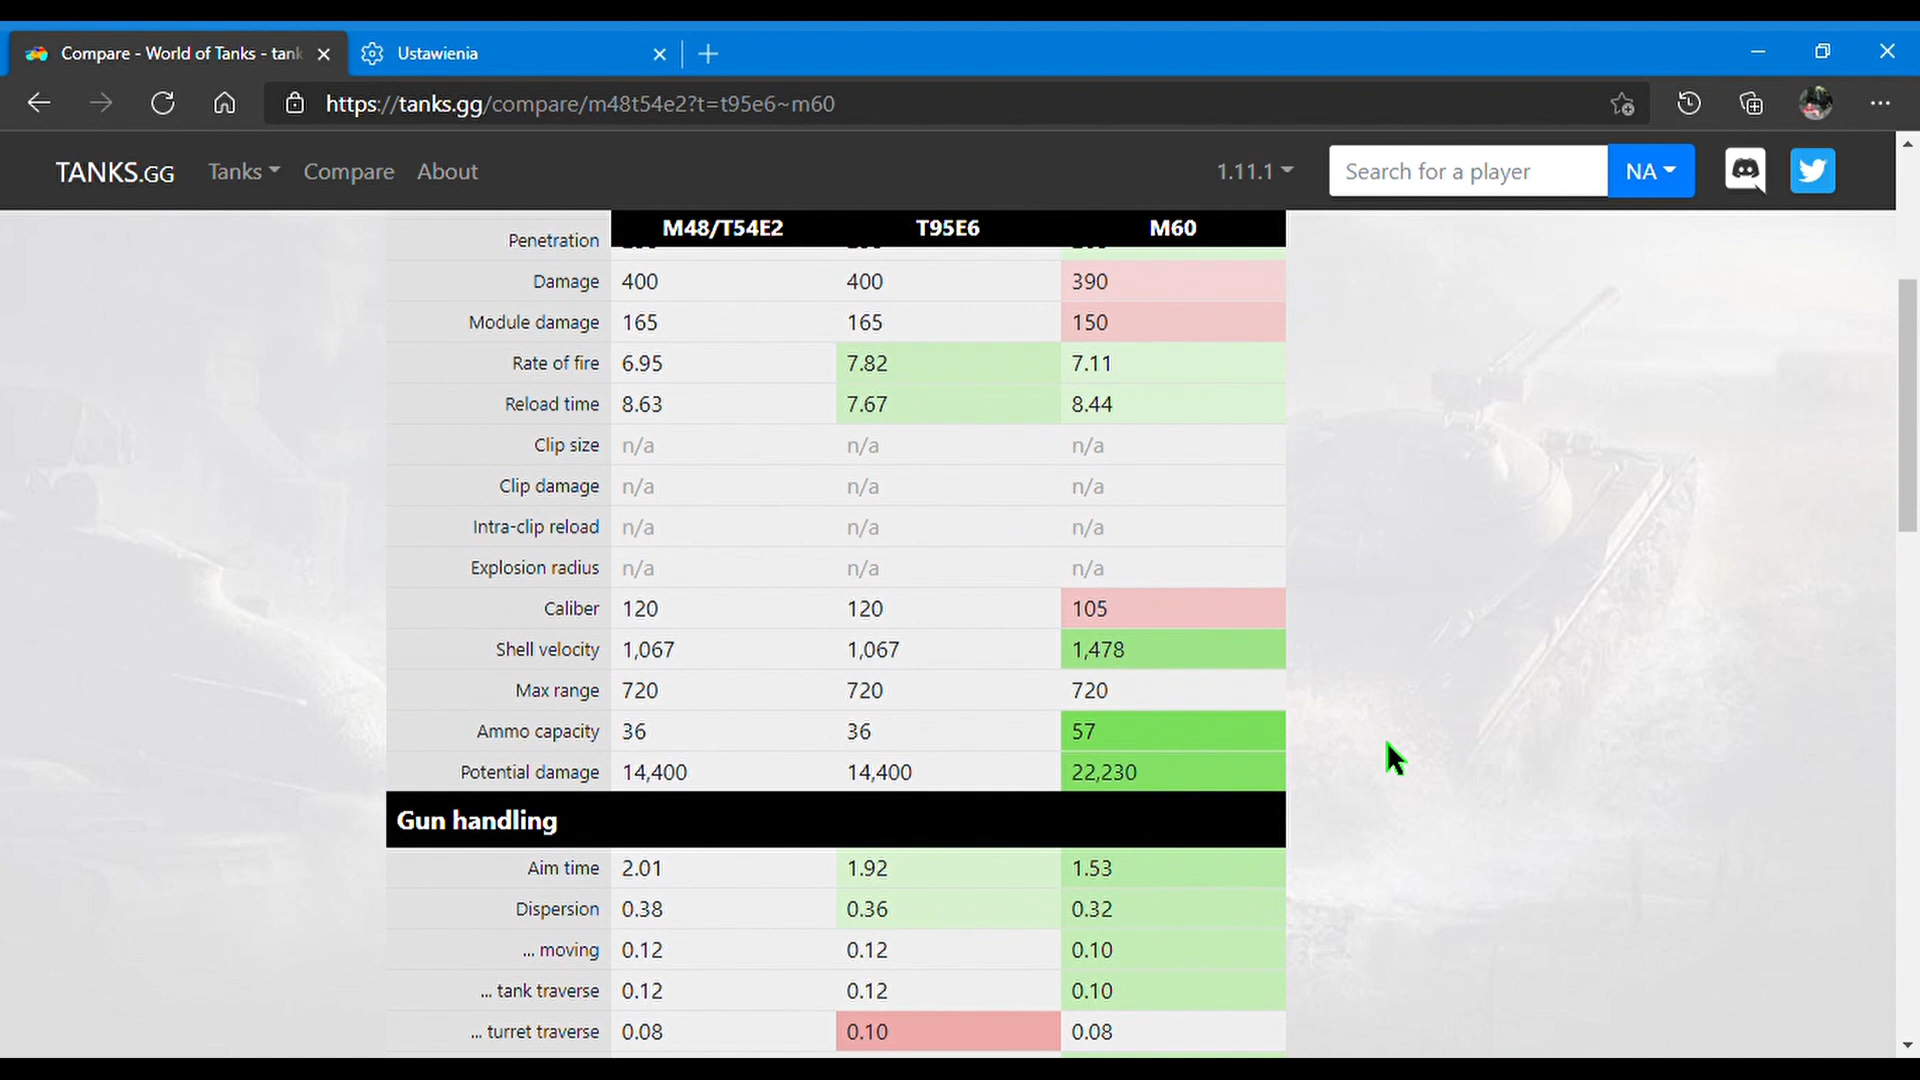 Compare - World of Tanks - tank
Ustawienia
https://tanks.gg/compare/m48t54e2?t=t95e6~m60
TANKS.GG Tanks Compare About 1.11.1 Search for a player NA
M48/T54E2 T95E6 M60
Penetration
Damage 400 400 390
Module damage 165 165 150
Rate of fire 6.95 7.82 7.11
Reload time 8.63 7.67 8.44
Clip size n/a n/a n/a
Clip damage n/a n/a n/a
Intra-clip reload n/a n/a n/a
Explosion radius n/a n/a n/a
Caliber 120 120 105
Shell velocity 1,067 1,067 1,478
Max range 720 720 720
Ammo capacity 36 36 57
Potential damage 14,400 14,400 22,230
Gun handling
Aim time 2.01 1.92 1.53
Dispersion 0.38 0.36 0.32
... moving 0.12 0.12 0.10
... tank traverse 0.12 0.12 0.10
... turret traverse 0.08 0.10 0.08